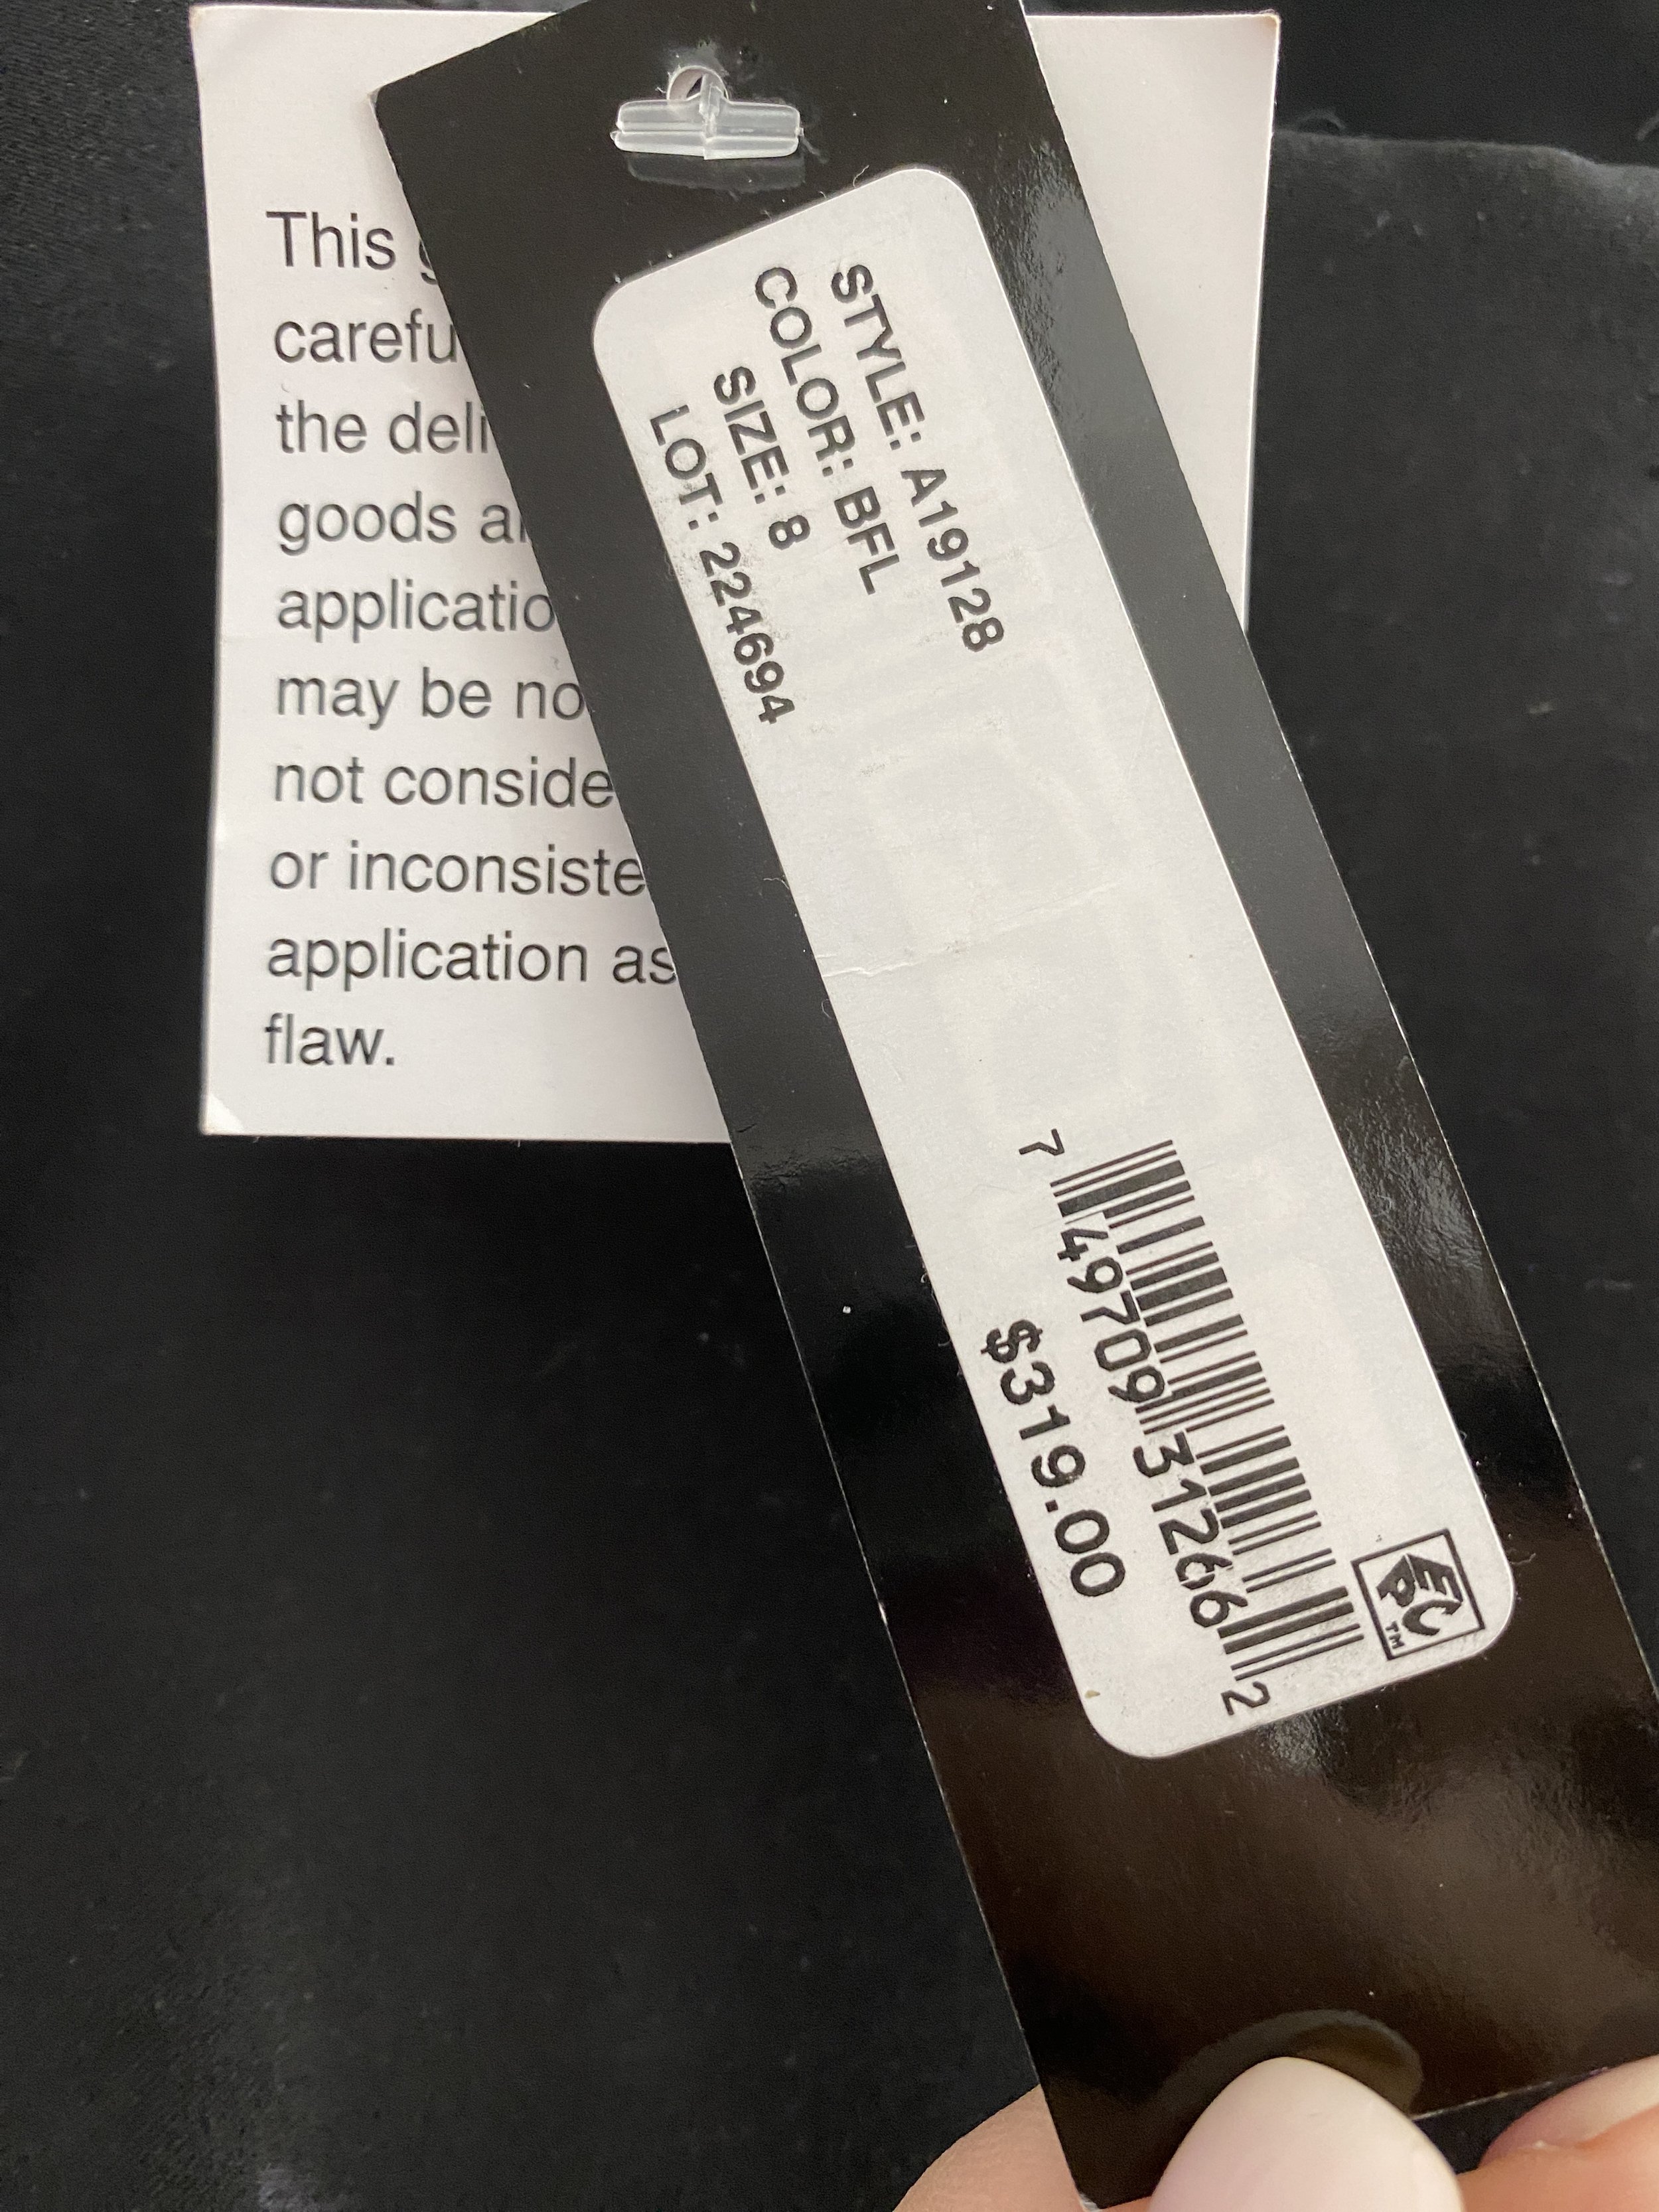 This
carefu
the deli
goods a
applicatio
may be no
not conside
or inconsiste
application as
flaw.
STYLE: A19128
COLOR: BFL
SIZE: 8
LOT: 224694
7 49709 31266 2
$319.00
EPC™